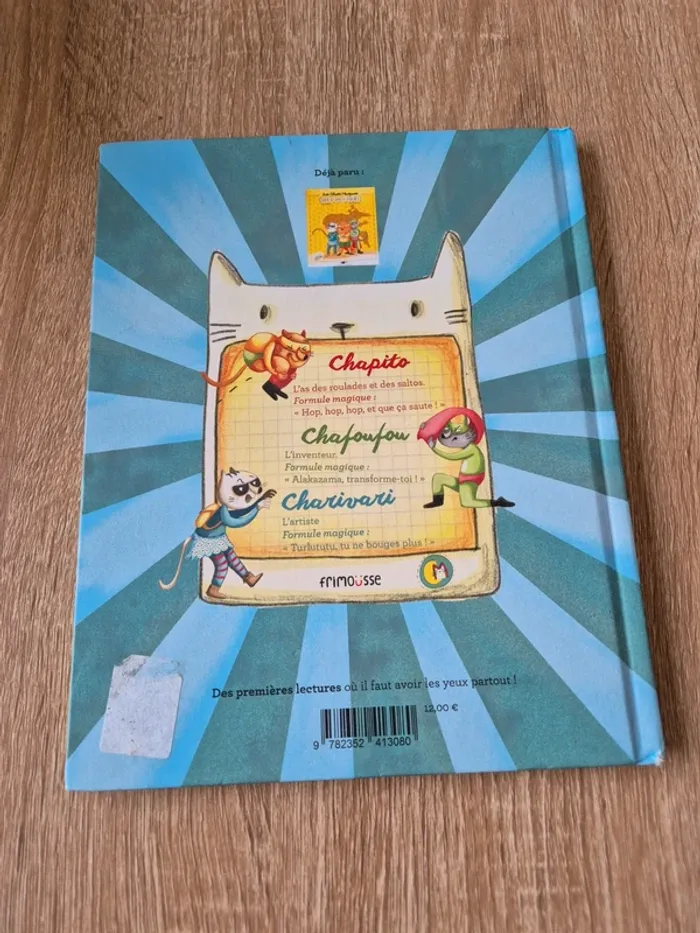 Déjà paru :
Chapito
L'as des roulades et des saltos.
Formule magique :
« Hop, hop, hop, et que ça saute ! »
Chafoufou
L'inventeur.
Formule magique :
« Alakazama, transforme-toi ! »
Charivari
L'artiste
Formule magique :
« Turlututu, tu ne bouges plus ! »
frimousse
Des premières lectures où il faut avoir les yeux partout !
12,00 €
9 782352 413080